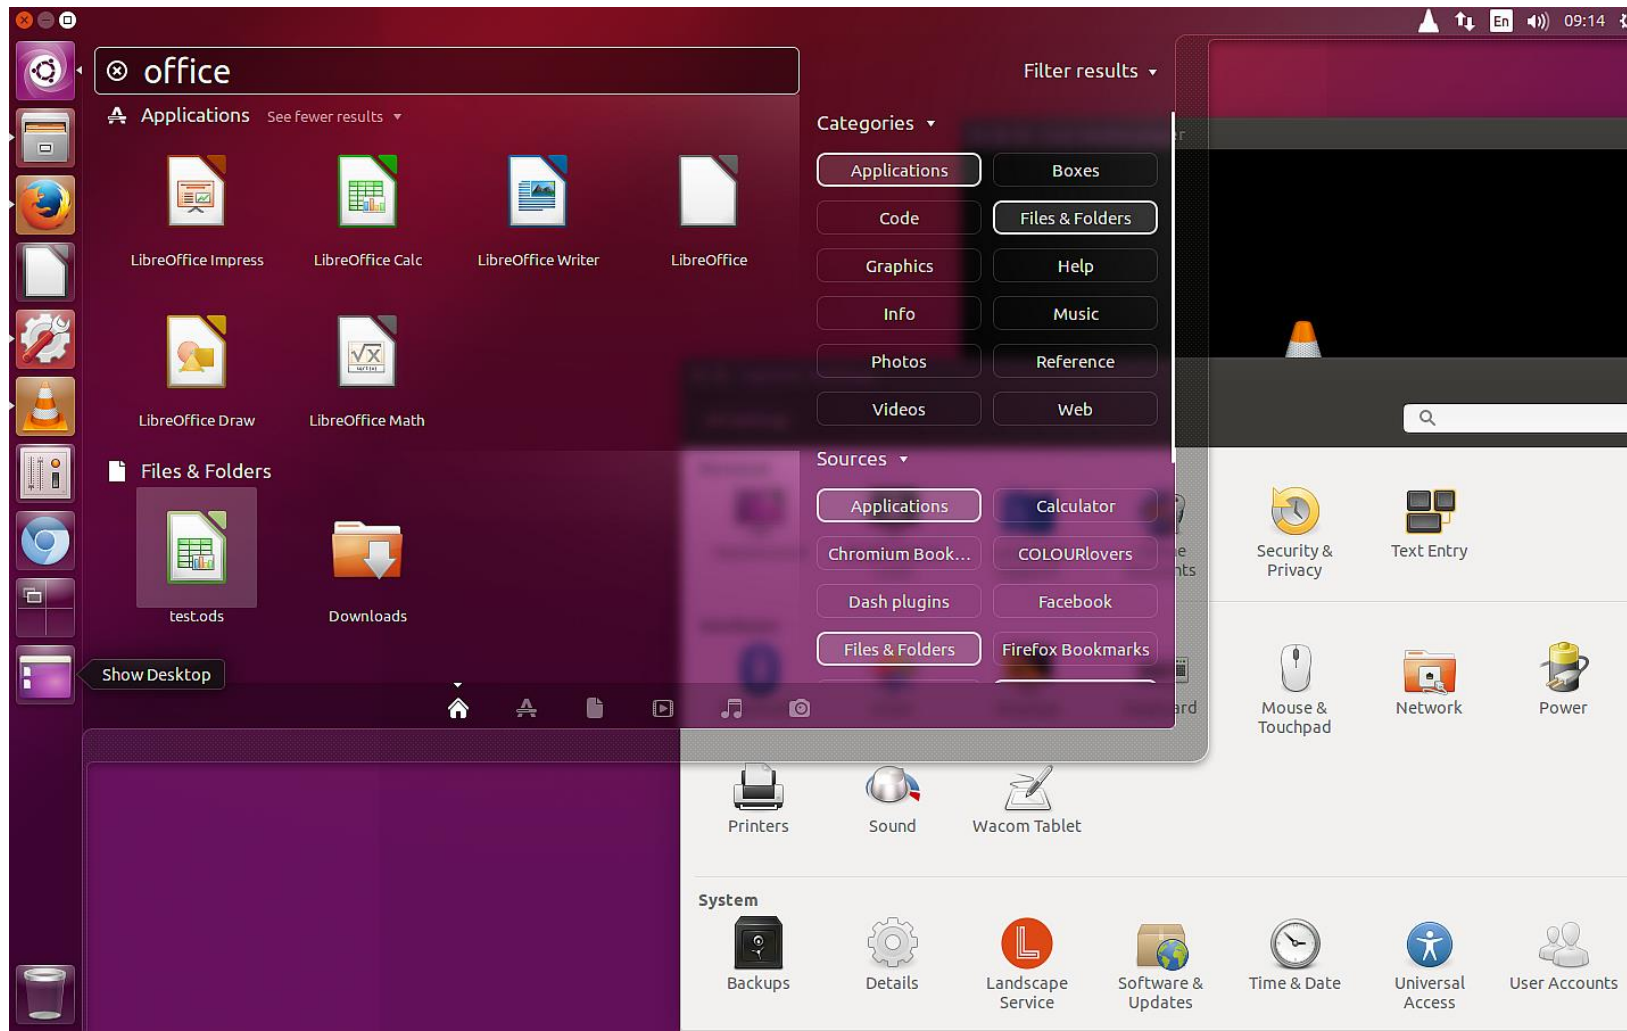 En 09:14
office
Filter results
Applications See fewer results
LibreOffice Impress LibreOffice Calc LibreOffice Writer LibreOffice
LibreOffice Draw LibreOffice Math
Files & Folders
test.ods Downloads
Show Desktop
Categories
Applications Boxes
Code Files & Folders
Graphics Help
Info Music
Photos Reference
Videos Web
Sources
Applications Calculator
Chromium Book... COLOURlovers
Dash plugins Facebook
Files & Folders Firefox Bookmarks
Security &
Privacy
Text Entry
Mouse &
Touchpad
Network
Power
Printers Sound Wacom Tablet
System
Backups Details Landscape
Service
Software &
Updates
Time & Date Universal
Access
User Accounts